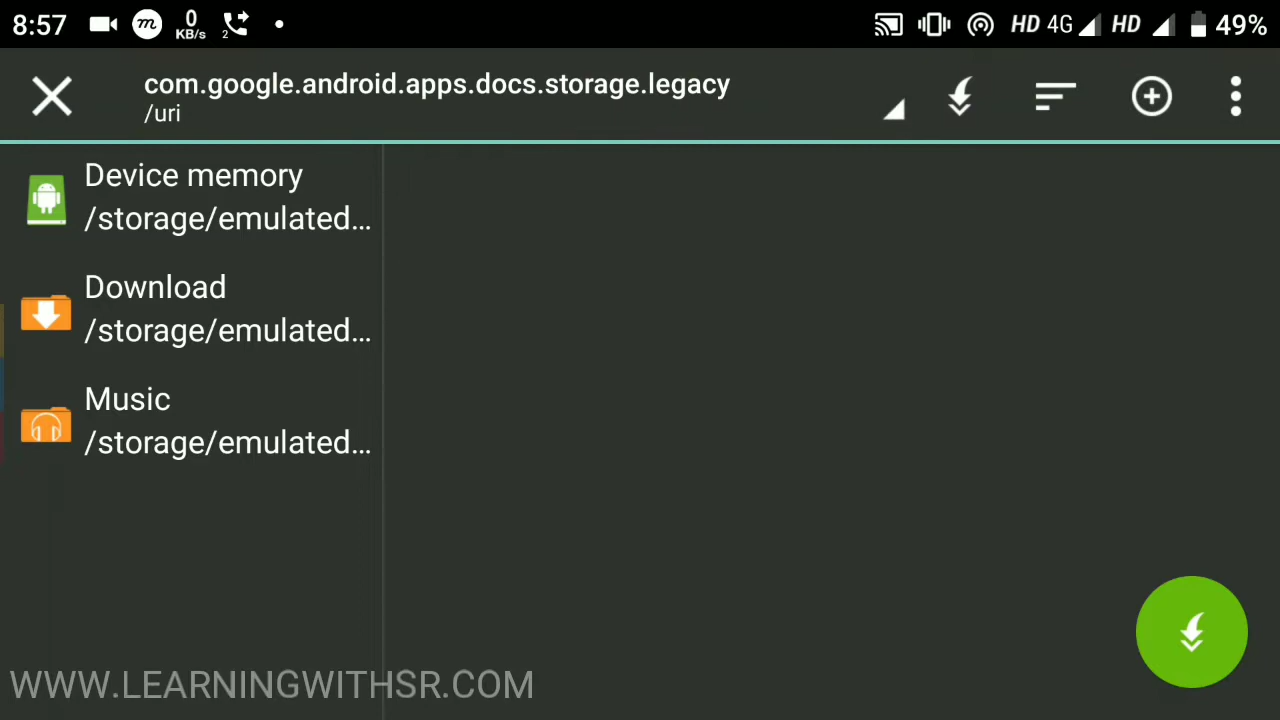 8:57 m 0 KB/s 2 HD 4G HD 49%
com.google.android.apps.docs.storage.legacy
/uri
Device memory
/storage/emulated...
Download
/storage/emulated...
Music
/storage/emulated...
WWW.LEARNINGWITHSR.COM